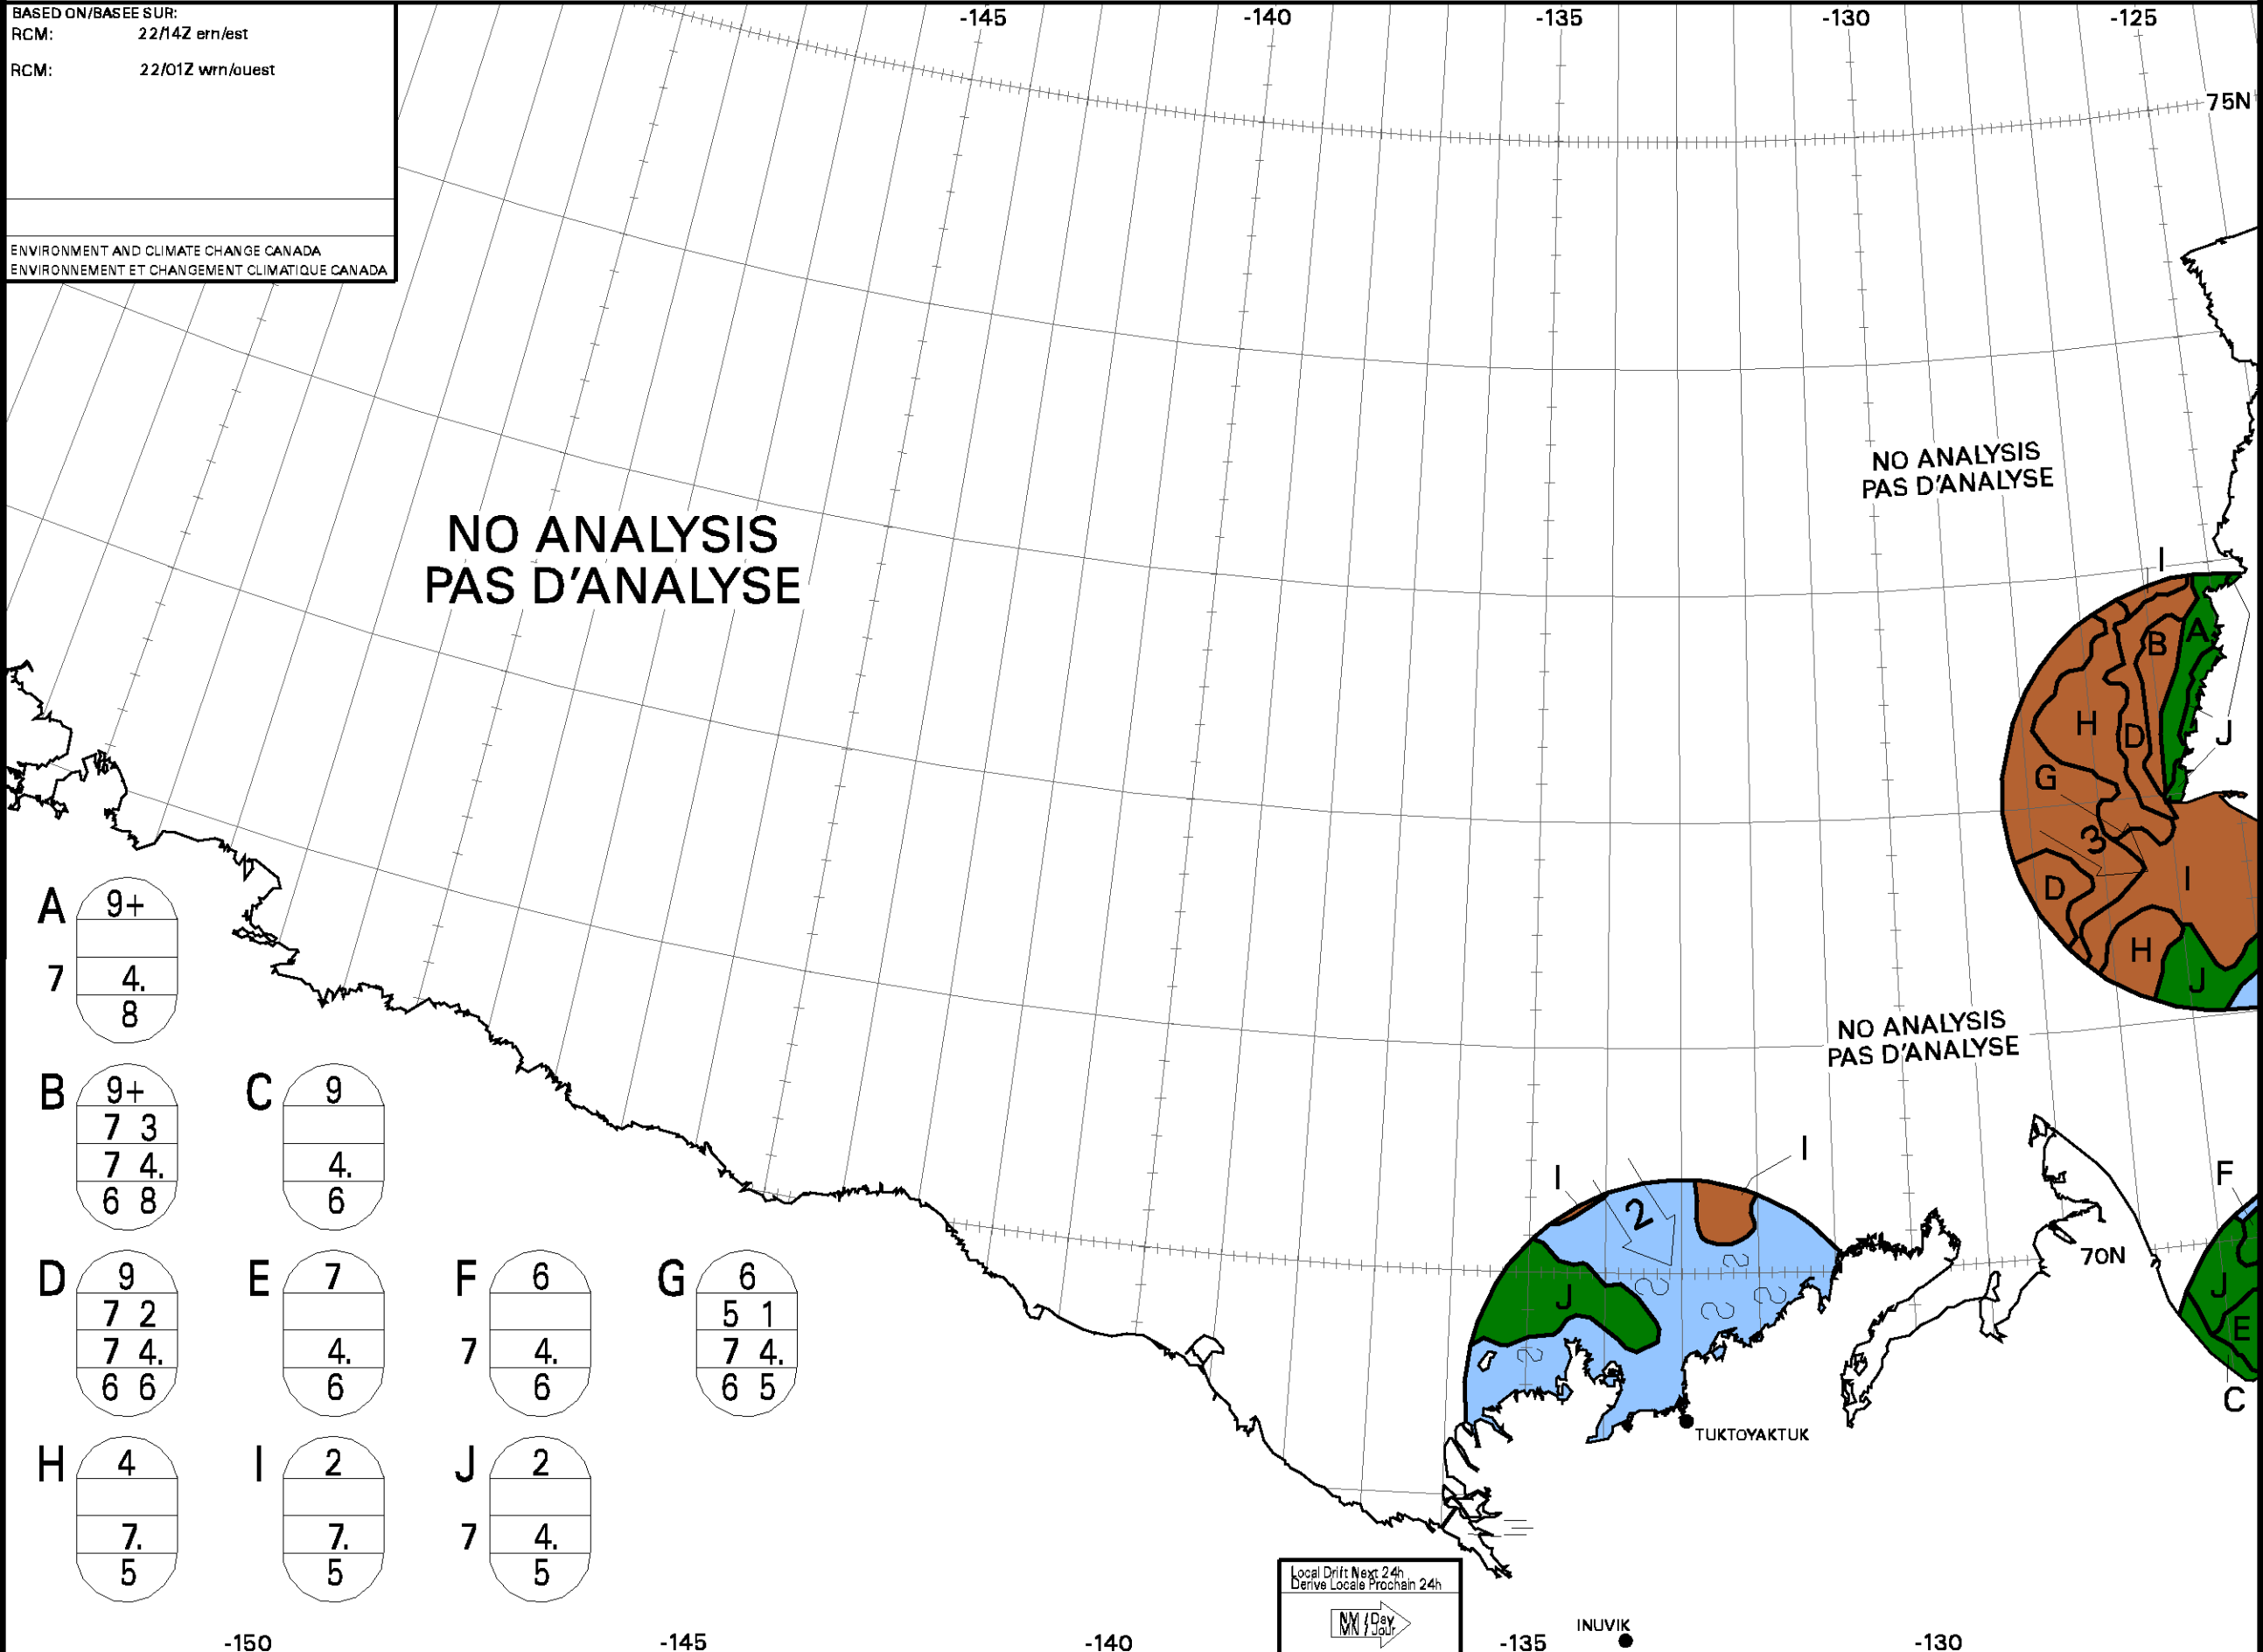 BASED ON/BASEE SUR:
RCM: 22/14Z ern/est
RCM: 22/01Z wrn/ouest
ENVIRONMENT AND CLIMATE CHANGE CANADA
ENVIRONNEMENT ET CHANGEMENT CLIMATIQUE CANADA
-145 -140 -135 -130 -125
75N
NO ANALYSIS
PAS D'ANALYSE
NO ANALYSIS
PAS D'ANALYSE
I
A
B
H
D
J
G
3
D
I
H
J
NO ANALYSIS
PAS D'ANALYSE
I
I
2
J
F
70N
J
E
C
TUKTOYAKTUK
A 9+
7 4.
8
B 9+
7 3
7 4.
6 8
C 9
4.
6
D 9
7 2
7 4.
6 6
E 7
4.
6
F 6
7 4.
6
G 6
5 1
7 4.
6 5
H 4
7.
5
I 2
7.
5
J 2
7 4.
5
Local Drift Next 24h
Derive Locale Prochain 24h
NM / Day
MN / Jour
INUVIK
-150 -145 -140 -135 -130